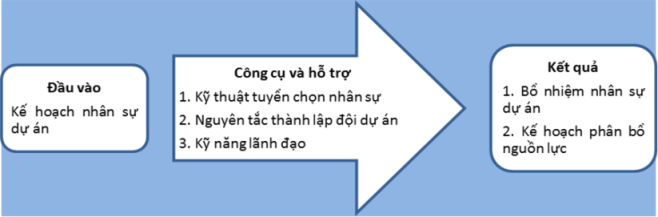 Đầu vào
Kế hoạch nhân sự
dự án
Công cụ và hỗ trợ
1. Kỹ thuật tuyển chọn nhân sự
2. Nguyên tắc thành lập đội dự án
3. Kỹ năng lãnh đạo
Kết quả
1. Bổ nhiệm nhân sự
dự án
2. Kế hoạch phân bổ
nguồn lực